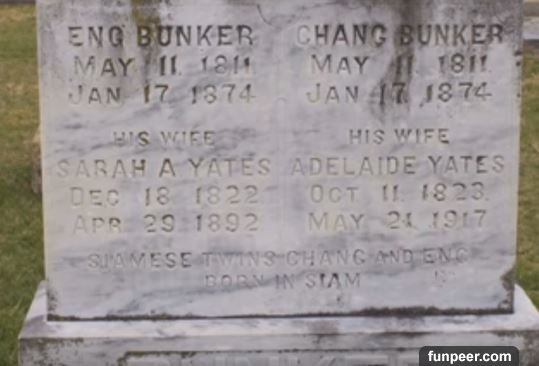 ENG BUNKER
MAY 11. 1811.
JAN 17 1874
HIS WIFE
SARAH A YATES
DEC 18 1822
APR 29 1892
CHANG BUNKER
MAY 11. 1811.
JAN 17. 1874
HIS WIFE
ADELAIDE YATES
OCT 11. 1823.
MAY 21. 1917
SIAMESE TWINS CHANG AND ENG
BORN IN SIAM
funpeer.com